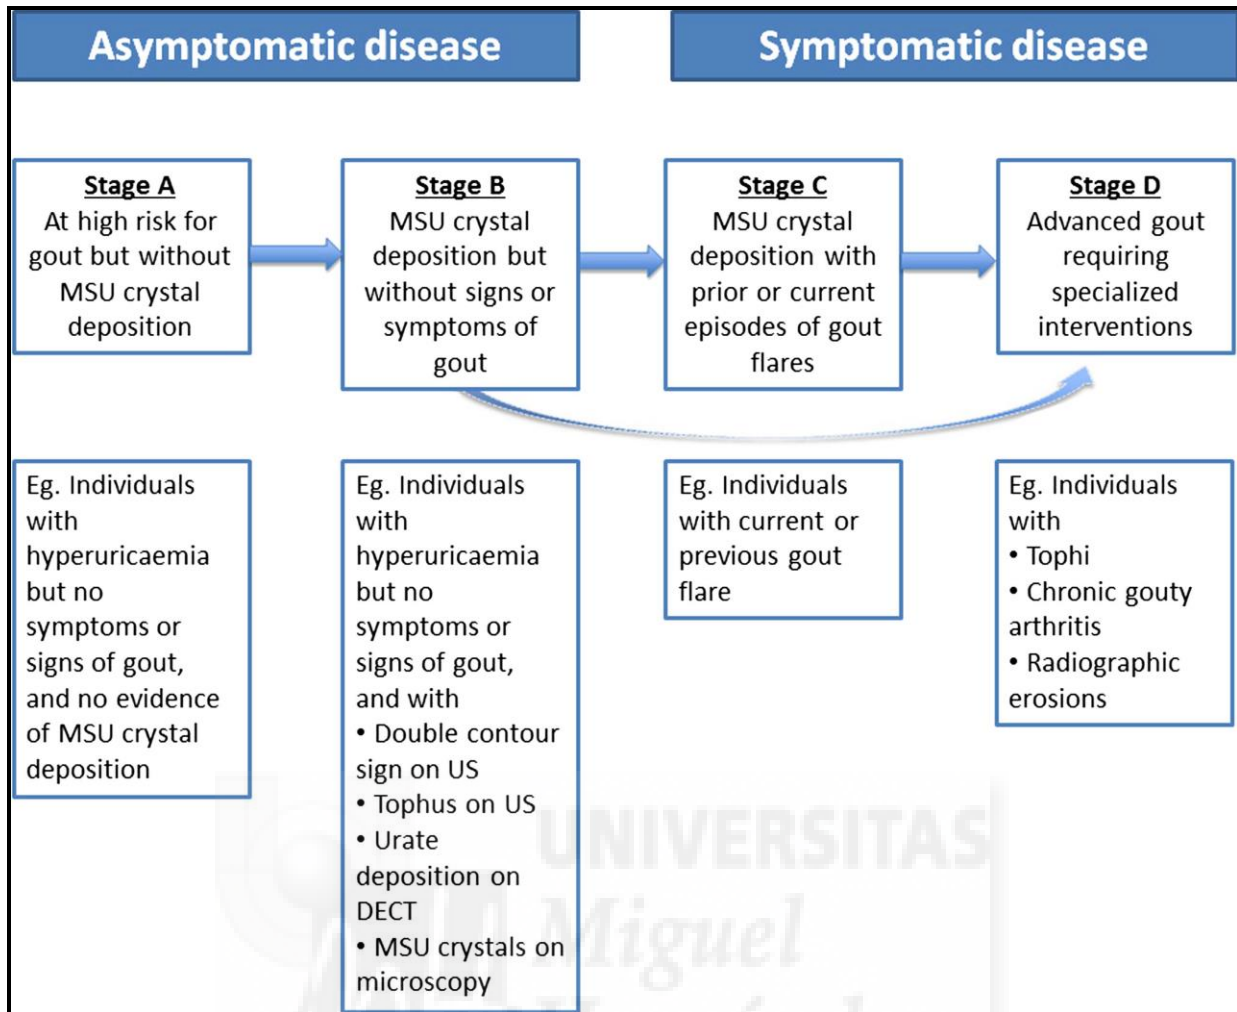 Asymptomatic disease
Symptomatic disease
Stage A
At high risk for
gout but without
MSU crystal
deposition
Stage B
MSU crystal
deposition but
without signs or
symptoms of
gout
Stage C
MSU crystal
deposition with
prior or current
episodes of gout
flares
Stage D
Advanced gout
requiring
specialized
interventions
Eg. Individuals
with
hyperuricaemia
but no
symptoms or
signs of gout,
and no evidence
of MSU crystal
deposition
Eg. Individuals
with
hyperuricaemia
but no
symptoms or
signs of gout,
and with
• Double contour
sign on US
• Tophus on US
• Urate
deposition on
DECT
• MSU crystals on
microscopy
Eg. Individuals
with current or
previous gout
flare
Eg. Individuals
with
• Tophi
• Chronic gouty
arthritis
• Radiographic
erosions
UNIVERSITAS
Miguel